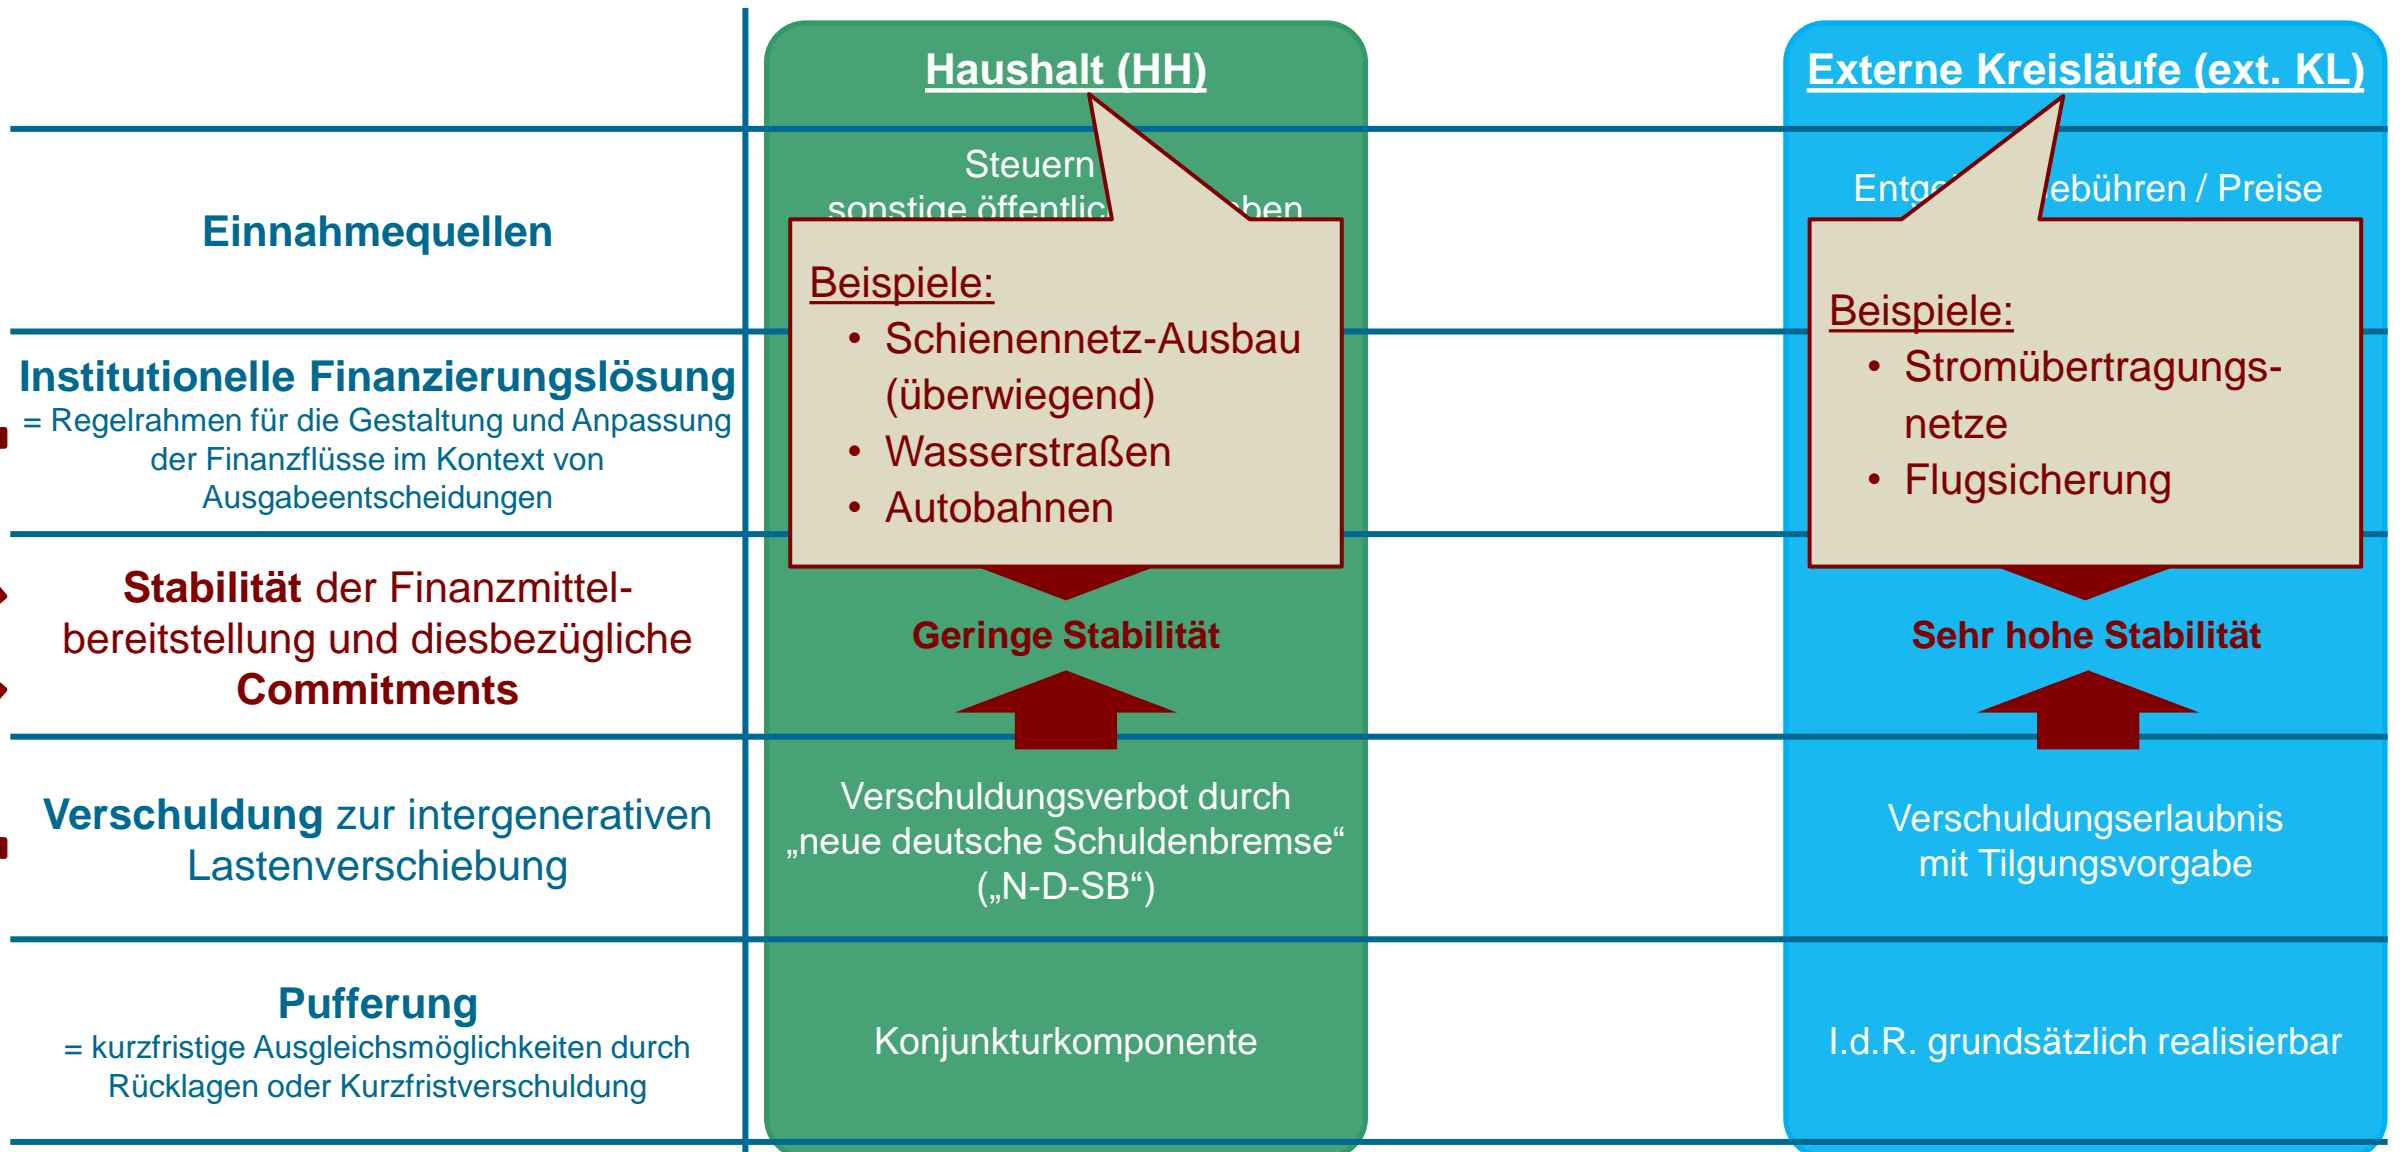 Haushalt (HH)
Externe Kreisläufe (ext. KL)
Einnahmequellen
Steuern
sonstige
Entgelte / Gebühren / Preise
Beispiele:
• Schienennetz-Ausbau
(überwiegend)
• Wasserstraßen
• Autobahnen
Beispiele:
• Stromübertragungs-
netze
• Flugsicherung
Institutionelle Finanzierungslösung
= Regelrahmen für die Gestaltung und Anpassung
der Finanzflüsse im Kontext von
Ausgabeentscheidungen
Stabilität der Finanzmittel-
bereitstellung und diesbezügliche
Commitments
Geringe Stabilität
Sehr hohe Stabilität
Verschuldung zur intergenerativen
Lastenverschiebung
Verschuldungsverbot durch
„neue deutsche Schuldenbremse“
(„N-D-SB“)
Verschuldungserlaubnis
mit Tilgungsvorgabe
Pufferung
= kurzfristige Ausgleichsmöglichkeiten durch
Rücklagen oder Kurzfristverschuldung
Konjunkturkomponente
I.d.R. grundsätzlich realisierbar